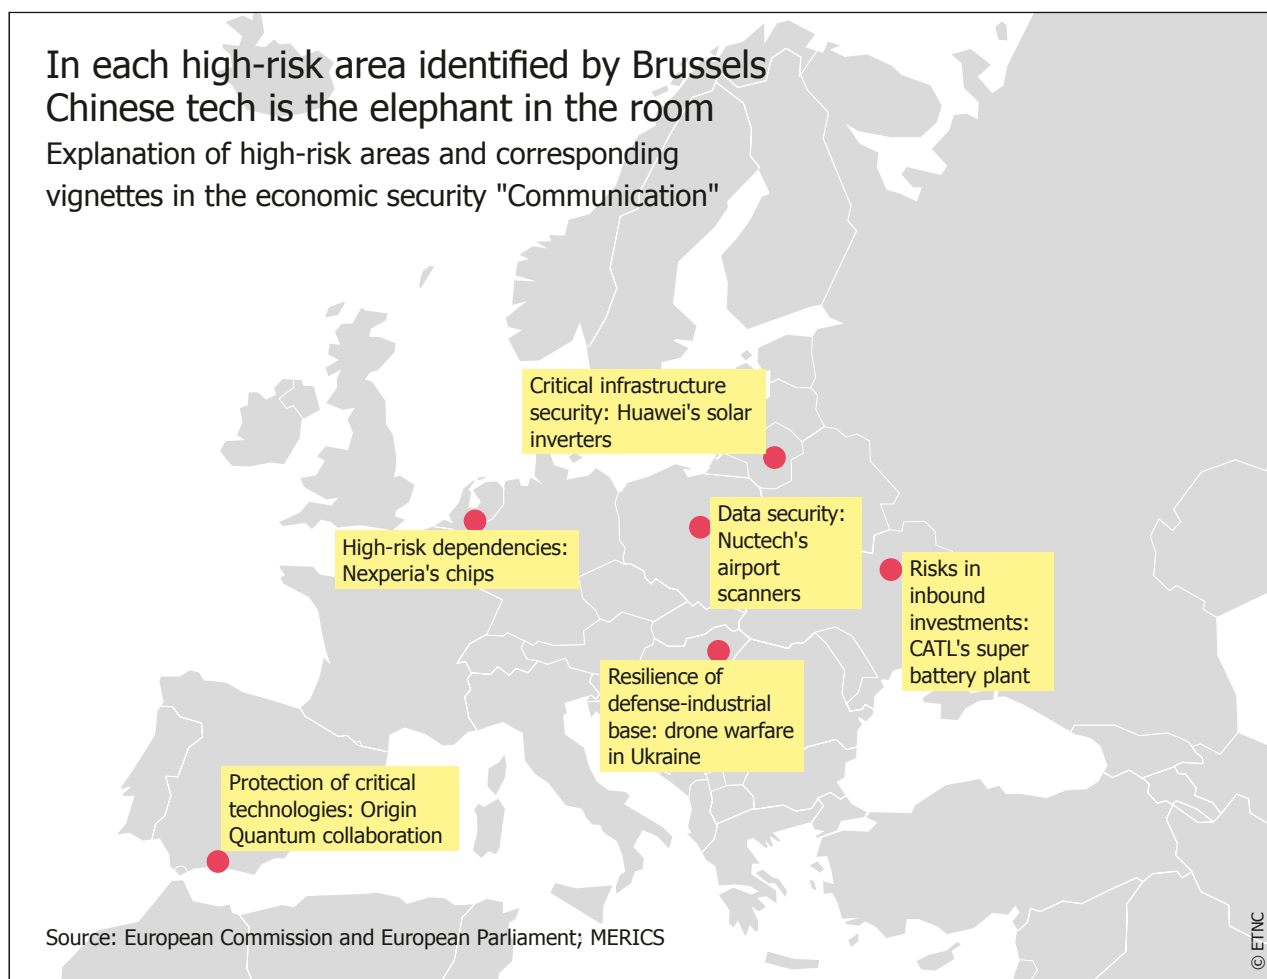 In each high-risk area identified by Brussels
Chinese tech is the elephant in the room
Explanation of high-risk areas and corresponding
vignettes in the economic security "Communication"
Critical infrastructure
security: Huawei's solar
inverters
Data security:
Nuctech's
airport
scanners
High-risk dependencies:
Nexperia's chips
Risks in
inbound
investments:
CATL's super
battery plant
Resilience of
defense-industrial
base: drone warfare
in Ukraine
Protection of critical
technologies: Origin
Quantum collaboration
Source: European Commission and European Parliament; MERICS
© ETNC